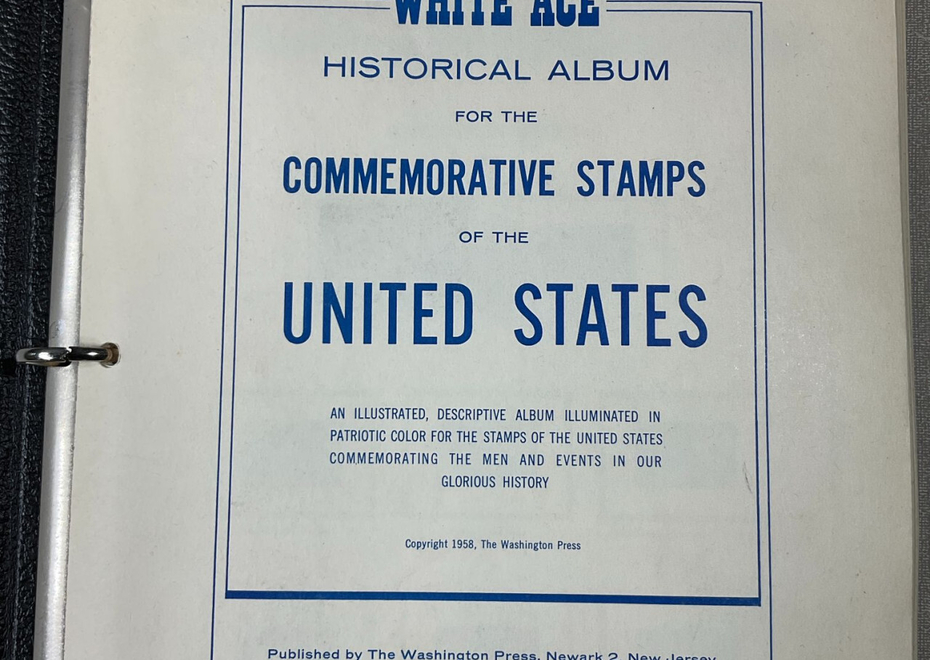 WHITE ACE
HISTORICAL ALBUM
FOR THE
COMMEMORATIVE STAMPS
OF THE
UNITED STATES
AN ILLUSTRATED, DESCRIPTIVE ALBUM ILLUMINATED IN
PATRIOTIC COLOR FOR THE STAMPS OF THE UNITED STATES
COMMEMORATING THE MEN AND EVENTS IN OUR
GLORIOUS HISTORY
Copyright 1958, The Washington Press
Published by The Washington Press, Newark 2, New Jersey